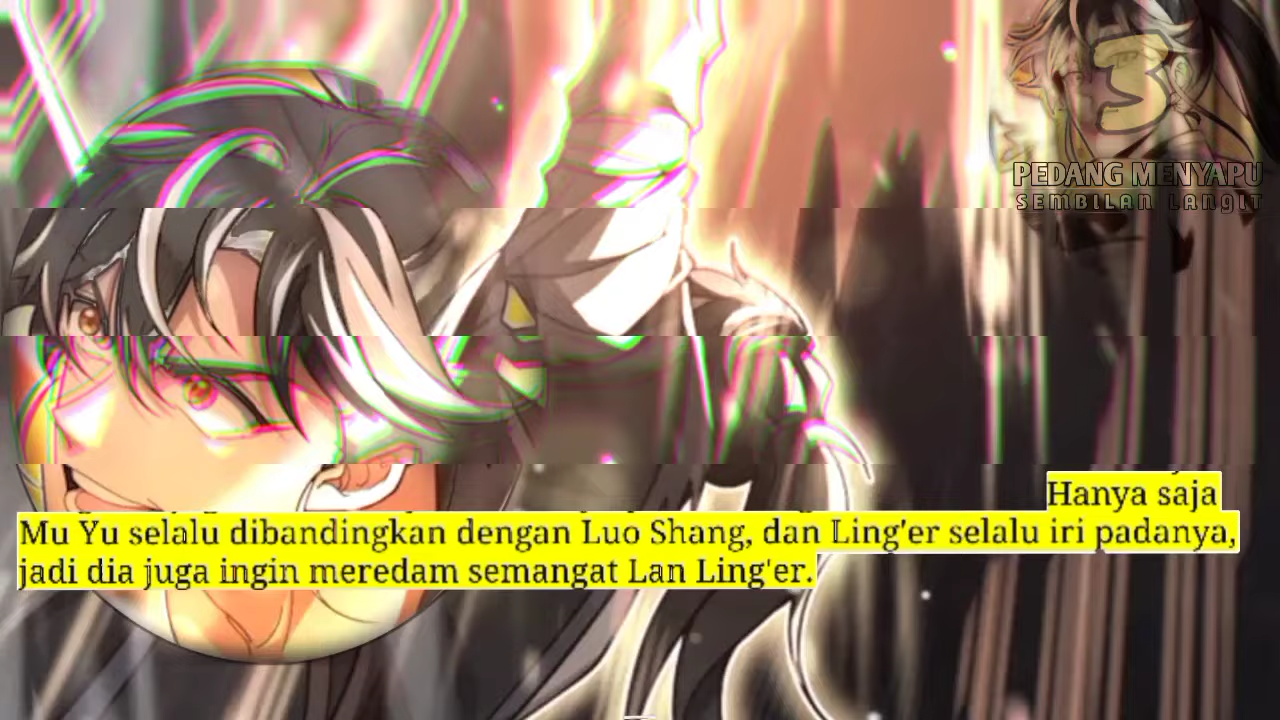 3
PEDANG MENYAPU
SEMBILAN LANGIT
Hanya saja
Mu Yu selalu dibandingkan dengan Luo Shang, dan Ling'er selalu iri padanya,
jadi dia juga ingin meredam semangat Lan Ling'er.